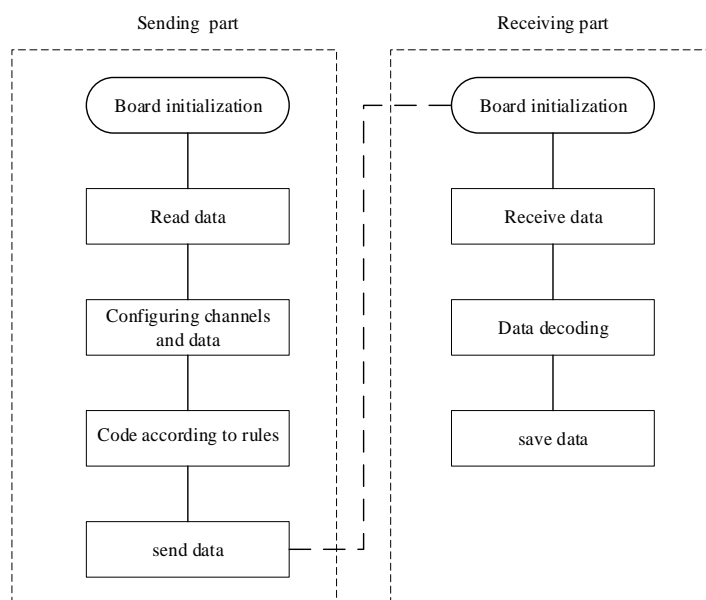 Sending part
Board initialization
Read data
Configuring channels
and data
Code according to rules
send data
Receiving part
Board initialization
Receive data
Data decoding
save data